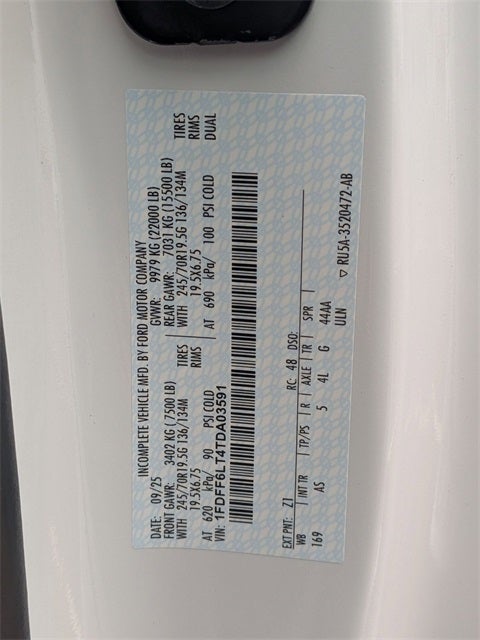 INCOMPLETE VEHICLE MFD. BY FORD MOTOR COMPANY
DATE: 09/25 GVWR: 9979 KG (22000 LB)
FRONT GAWR: 3402 KG (7500 LB) REAR GAWR: 7031 KG (15500 LB)
WITH 245/70R19.5G 136/134M TIRES WITH 245/70R19.5G 136/134M TIRES
19.5X6.75 RIMS 19.5X6.75 RIMS
AT 620 kPa/ 90 PSI COLD AT 690 kPa/ 100 PSI COLD DUAL
VIN: 1FDFF6LT4TDA03591
EXT PNT: Z1 RC: 48 DSO:
WB INT TR TP/PS R AXLE TR SPR
169 AS 5 4L G 44AA
ULN
▽ RU5A-3520472-AB